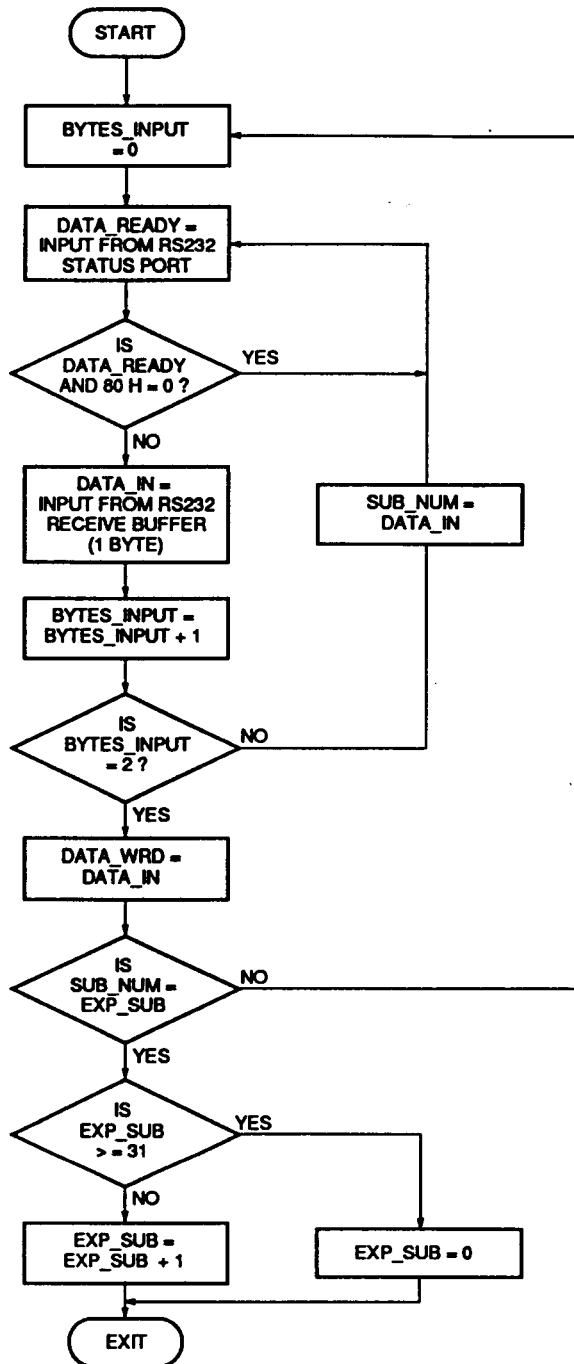 START
BYTES_INPUT
= 0
DATA_READY =
INPUT FROM RS232
STATUS PORT
IS
DATA_READY
AND 80 H = 0 ?
YES
NO
DATA_IN =
INPUT FROM RS232
RECEIVE BUFFER
(1 BYTE)
SUB_NUM =
DATA_IN
BYTES_INPUT =
BYTES_INPUT + 1
IS
BYTES_INPUT
= 2 ?
NO
YES
DATA_WRD =
DATA_IN
IS
SUB_NUM =
EXP_SUB
NO
YES
IS
EXP_SUB
> = 31
YES
NO
EXP_SUB =
EXP_SUB + 1
EXP_SUB = 0
EXIT